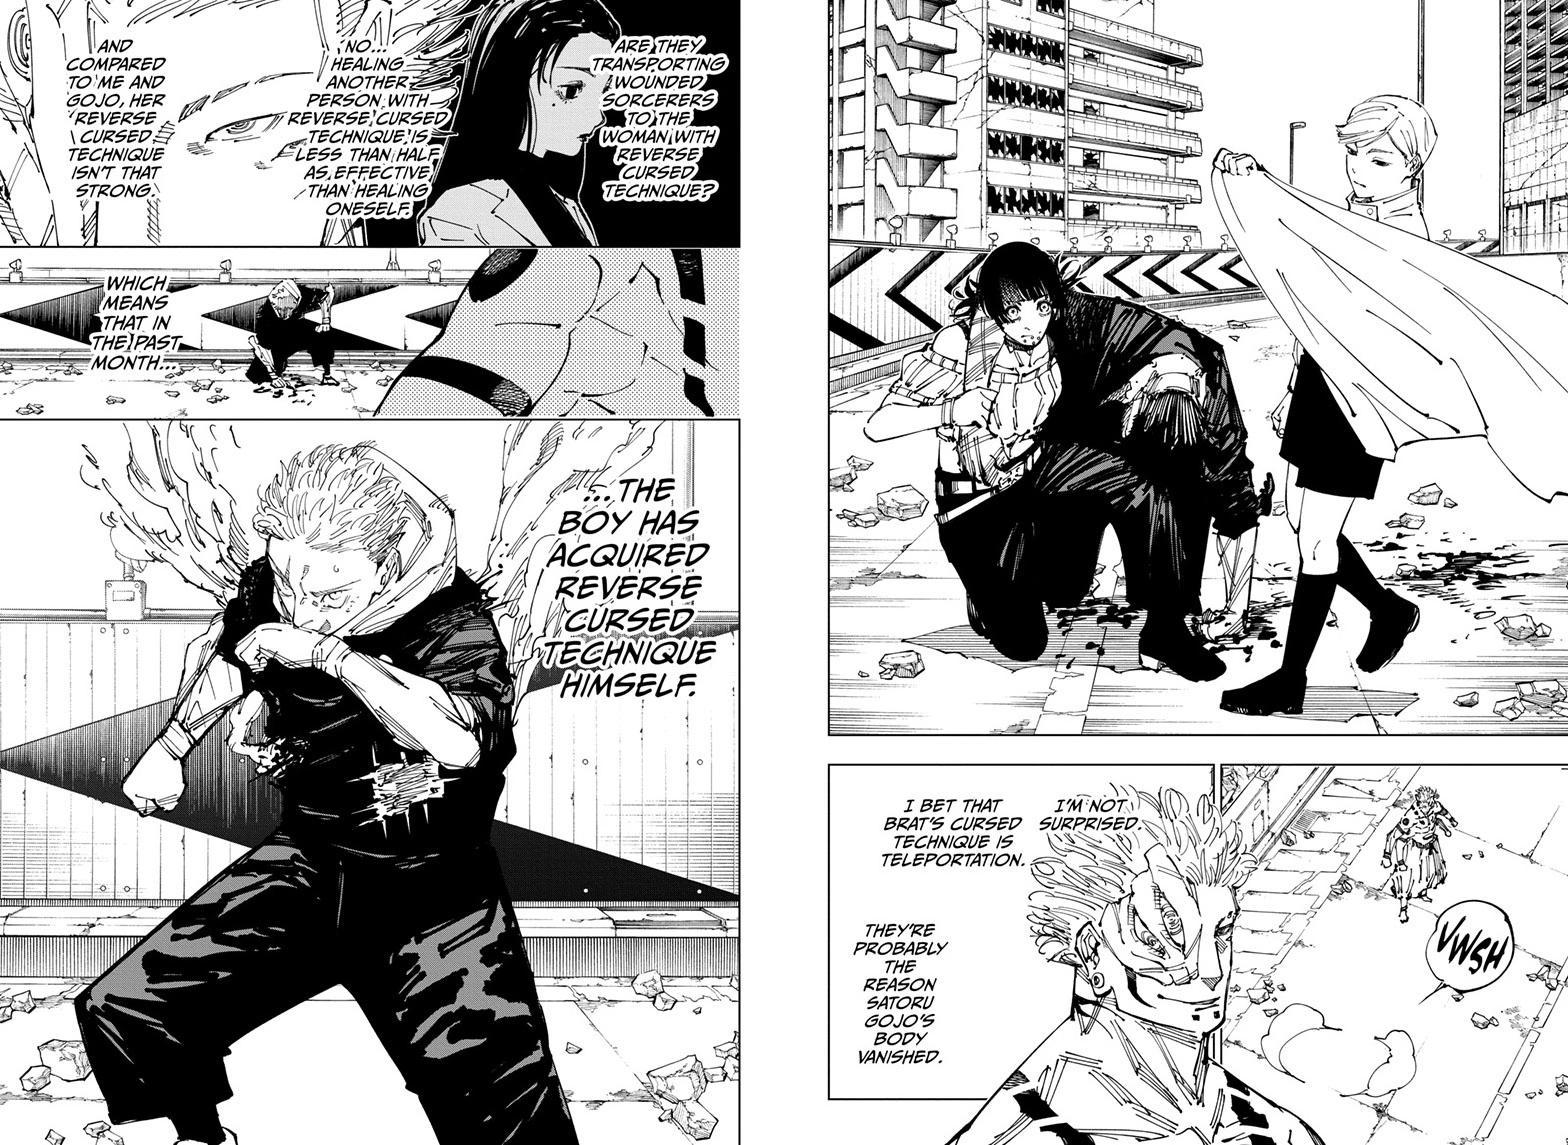 I'M NOT
SURPRISED.
I BET THAT
BRAT'S CURSED
TECHNIQUE IS
TELEPORTATION.
THEY'RE
PROBABLY
THE
REASON
SATORU
GOJO'S
BODY
VANISHED.
VWSH
ARE THEY
TRANSPORTING
WOUNDED
SORCERERS
TO THE
WOMAN WITH
REVERSE
CURSED
TECHNIQUE?
NO...
HEALING
ANOTHER
PERSON WITH
REVERSE CURSED
TECHNIQUE IS
LESS THAN HALF
AS EFFECTIVE
THAN HEALING
ONESELF.
AND
COMPARED
TO ME AND
GOJO, HER
REVERSE
CURSED
TECHNIQUE
ISN'T THAT
STRONG.
WHICH
MEANS
THAT IN
THE PAST
MONTH...
...THE
BOY HAS
ACQUIRED
REVERSE
CURSED
TECHNIQUE
HIMSELF.